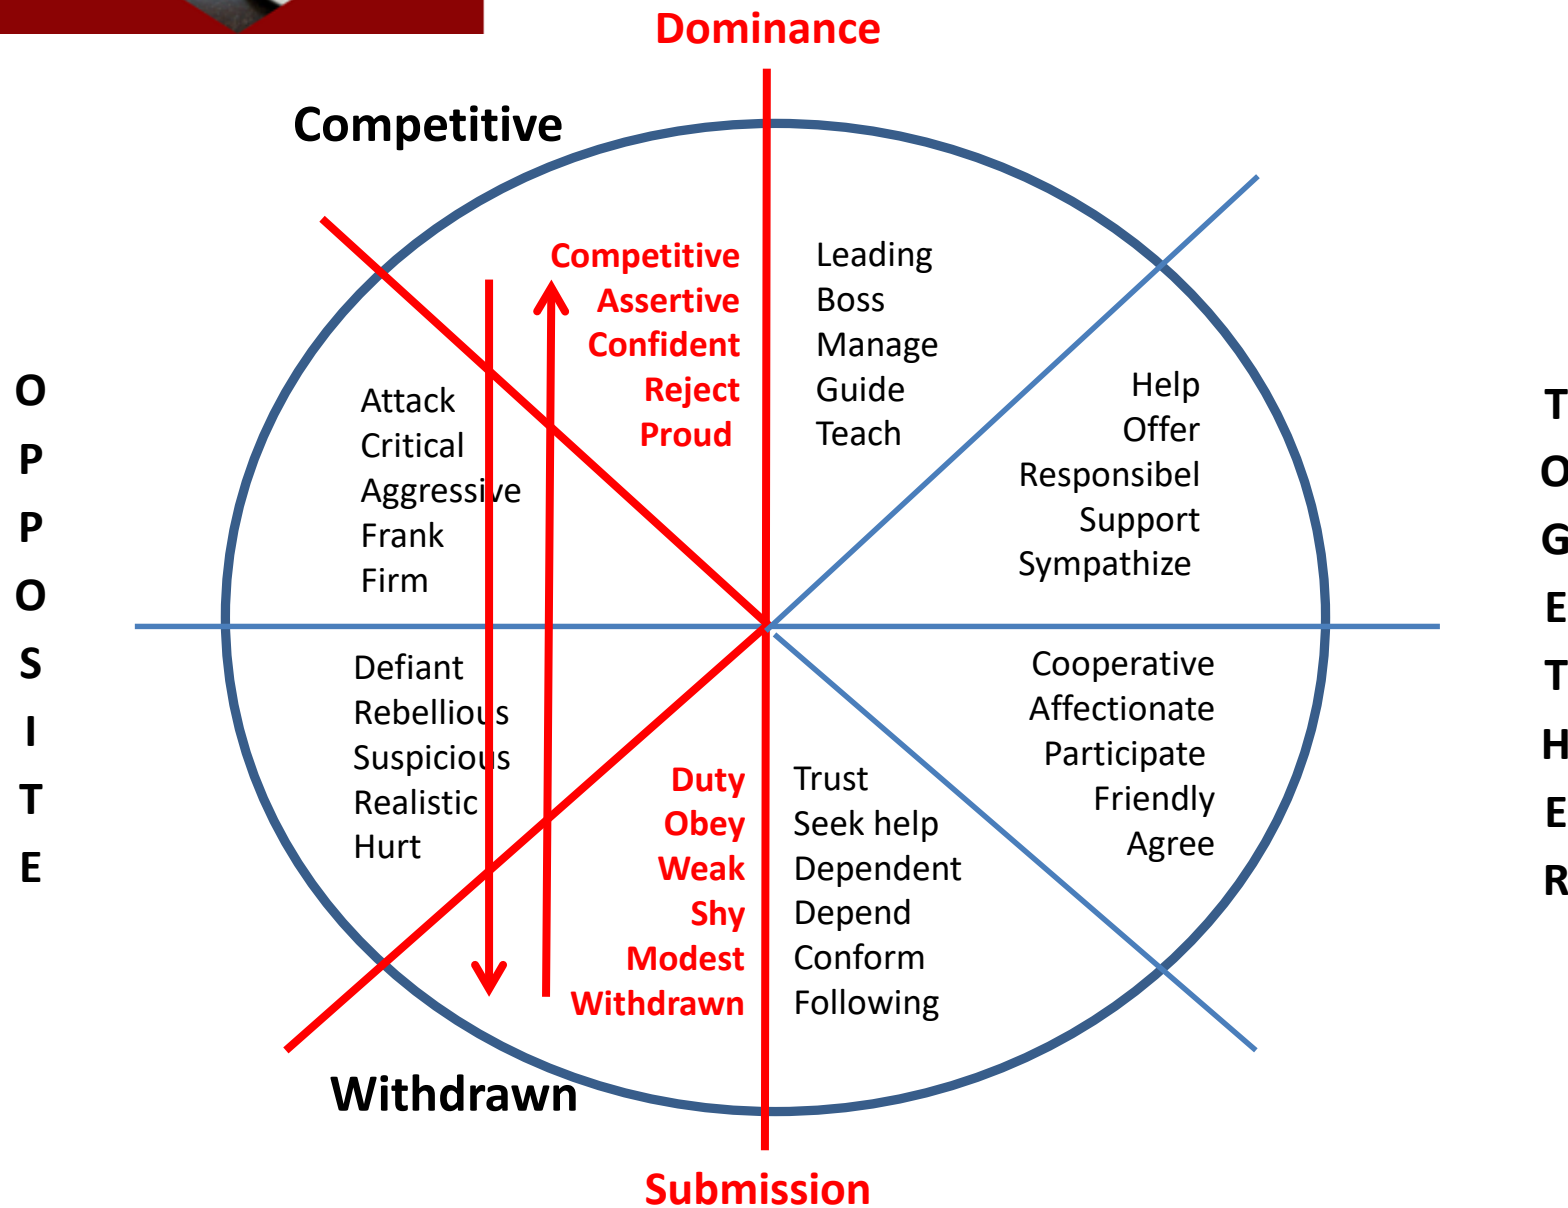 Dominance
Competitive
Competitive
Assertive
Confident
Reject
Proud
Leading
Boss
Manage
Guide
Teach
Attack
Critical
Aggressive
Frank
Firm
Help
Offer
Responsibel
Support
Sympathize
OPPOSITE
TOGETHER
Defiant
Rebellious
Suspicious
Realistic
Hurt
Duty
Obey
Weak
Shy
Modest
Withdrawn
Trust
Seek help
Dependent
Depend
Conform
Following
Cooperative
Affectionate
Participate
Friendly
Agree
Withdrawn
Submission